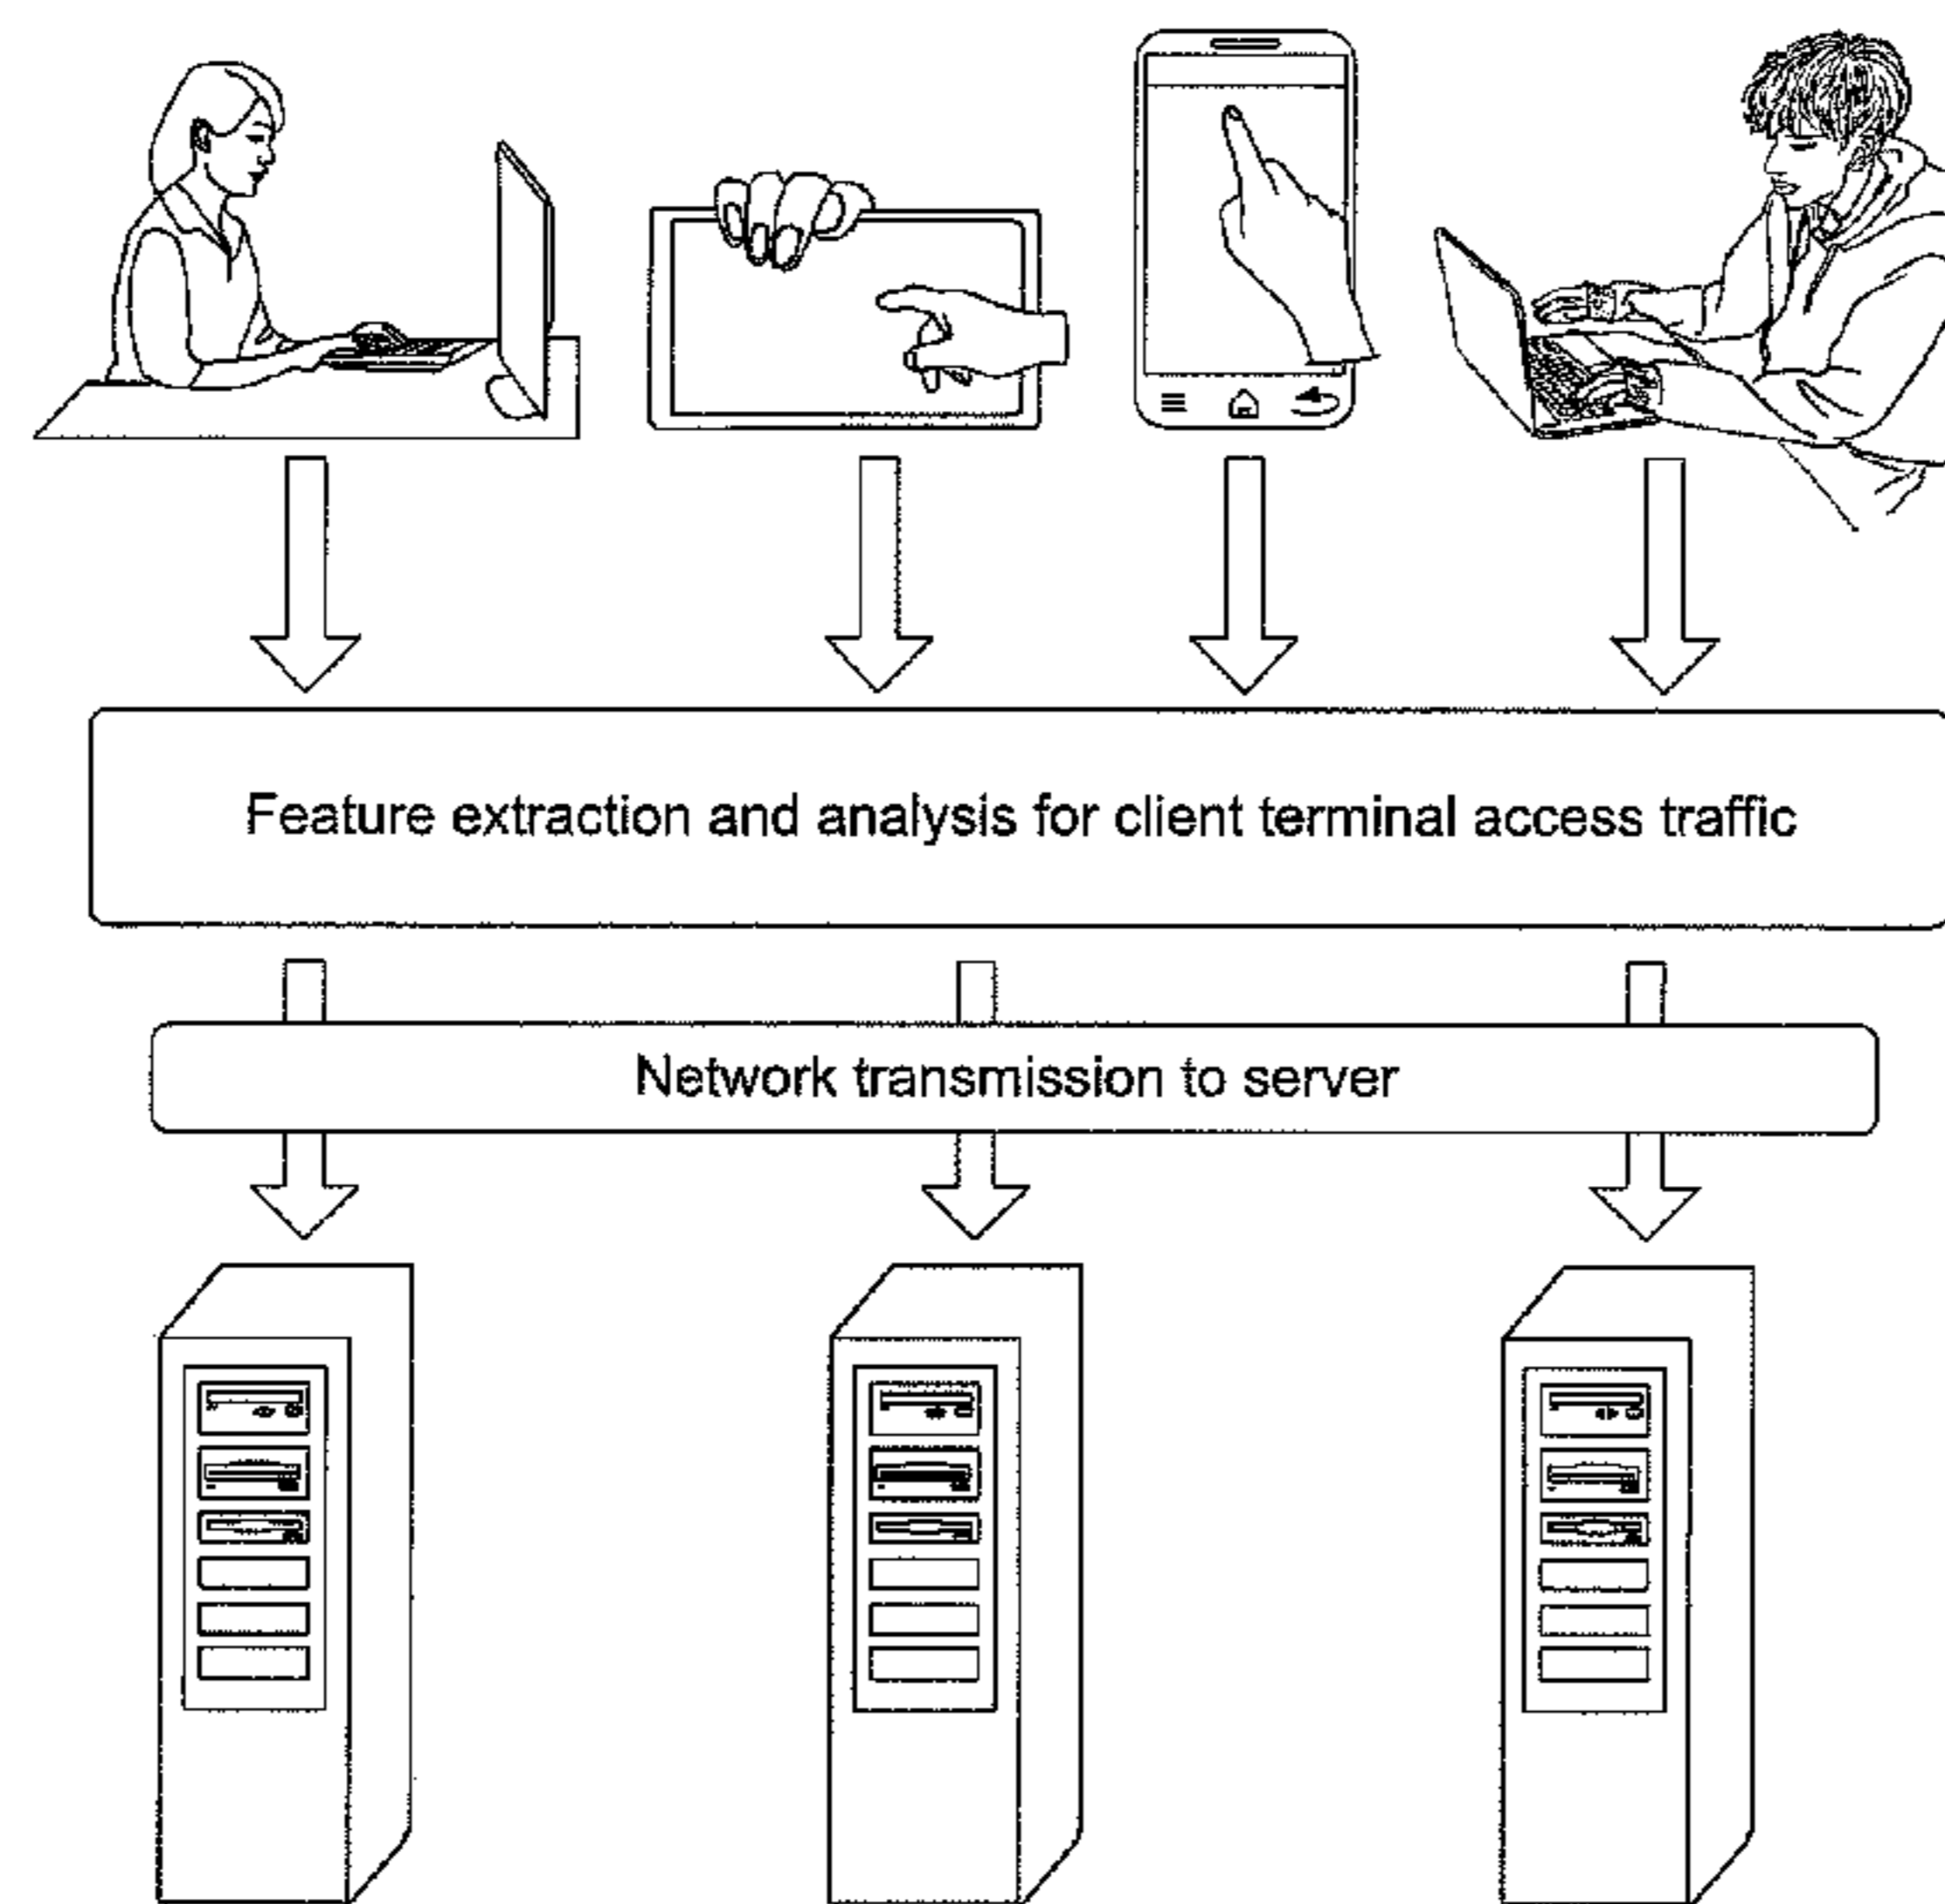 Feature extraction and analysis for client terminal access traffic
Network transmission to server